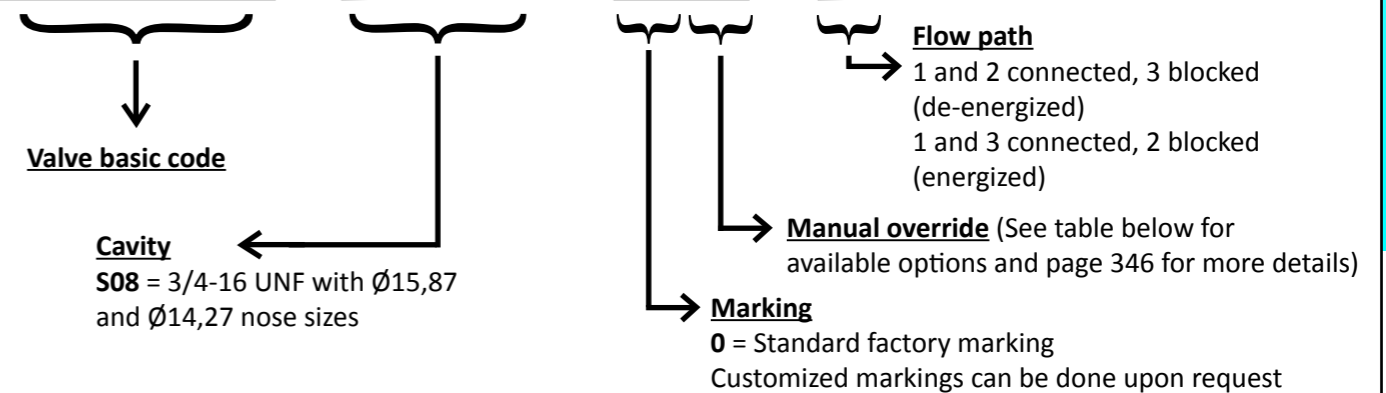 Flow path
1 and 2 connected, 3 blocked
(de-energized)
1 and 3 connected, 2 blocked
(energized)
Valve basic code
Manual override (See table below for
available options and page 346 for more details)
Cavity
S08 = 3/4-16 UNF with Ø15,87
and Ø14,27 nose sizes
Marking
0 = Standard factory marking
Customized markings can be done upon request